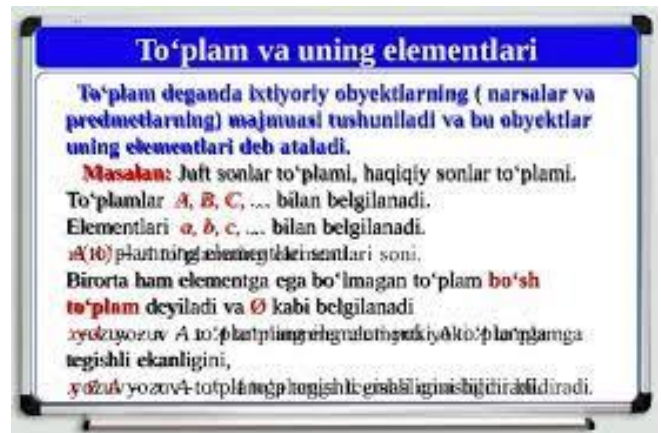 To‘plam va uning elementlari
To‘plam deganda ixtiyoriy obyektlarning ( narsalar va
predmetlarning) majmuasi tushuniladi va bu obyektlar
uning elementlari deb ataladi.
Masalan: Juft sonlar to‘plami, haqiqiy sonlar to‘plami.
To‘plamlar A, B, C, ... bilan belgilanadi.
Elementlari a, b, c, ... bilan belgilanadi.
soni.
Birorta ham elementga ega bo‘lmagan to‘plam bo‘sh
to‘plam deyiladi va Ø kabi belgilanadi
tegishli ekanligini,